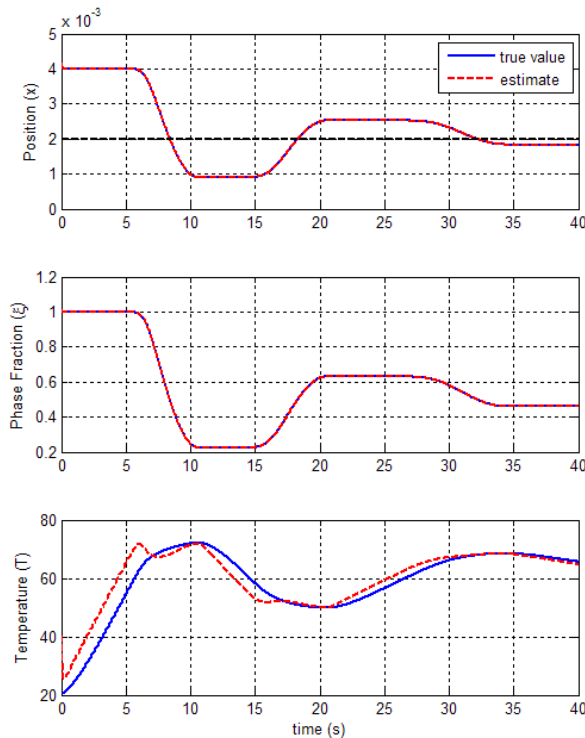 x 10⁻³
5
4
3
2
1
0
Position (x)
true value
estimate
0 5 10 15 20 25 30 35 40
1.2
1
0.8
0.6
0.4
0.2
Phase Fraction (ξ)
0 5 10 15 20 25 30 35 40
80
60
40
20
Temperature (T)
0 5 10 15 20 25 30 35 40
time (s)